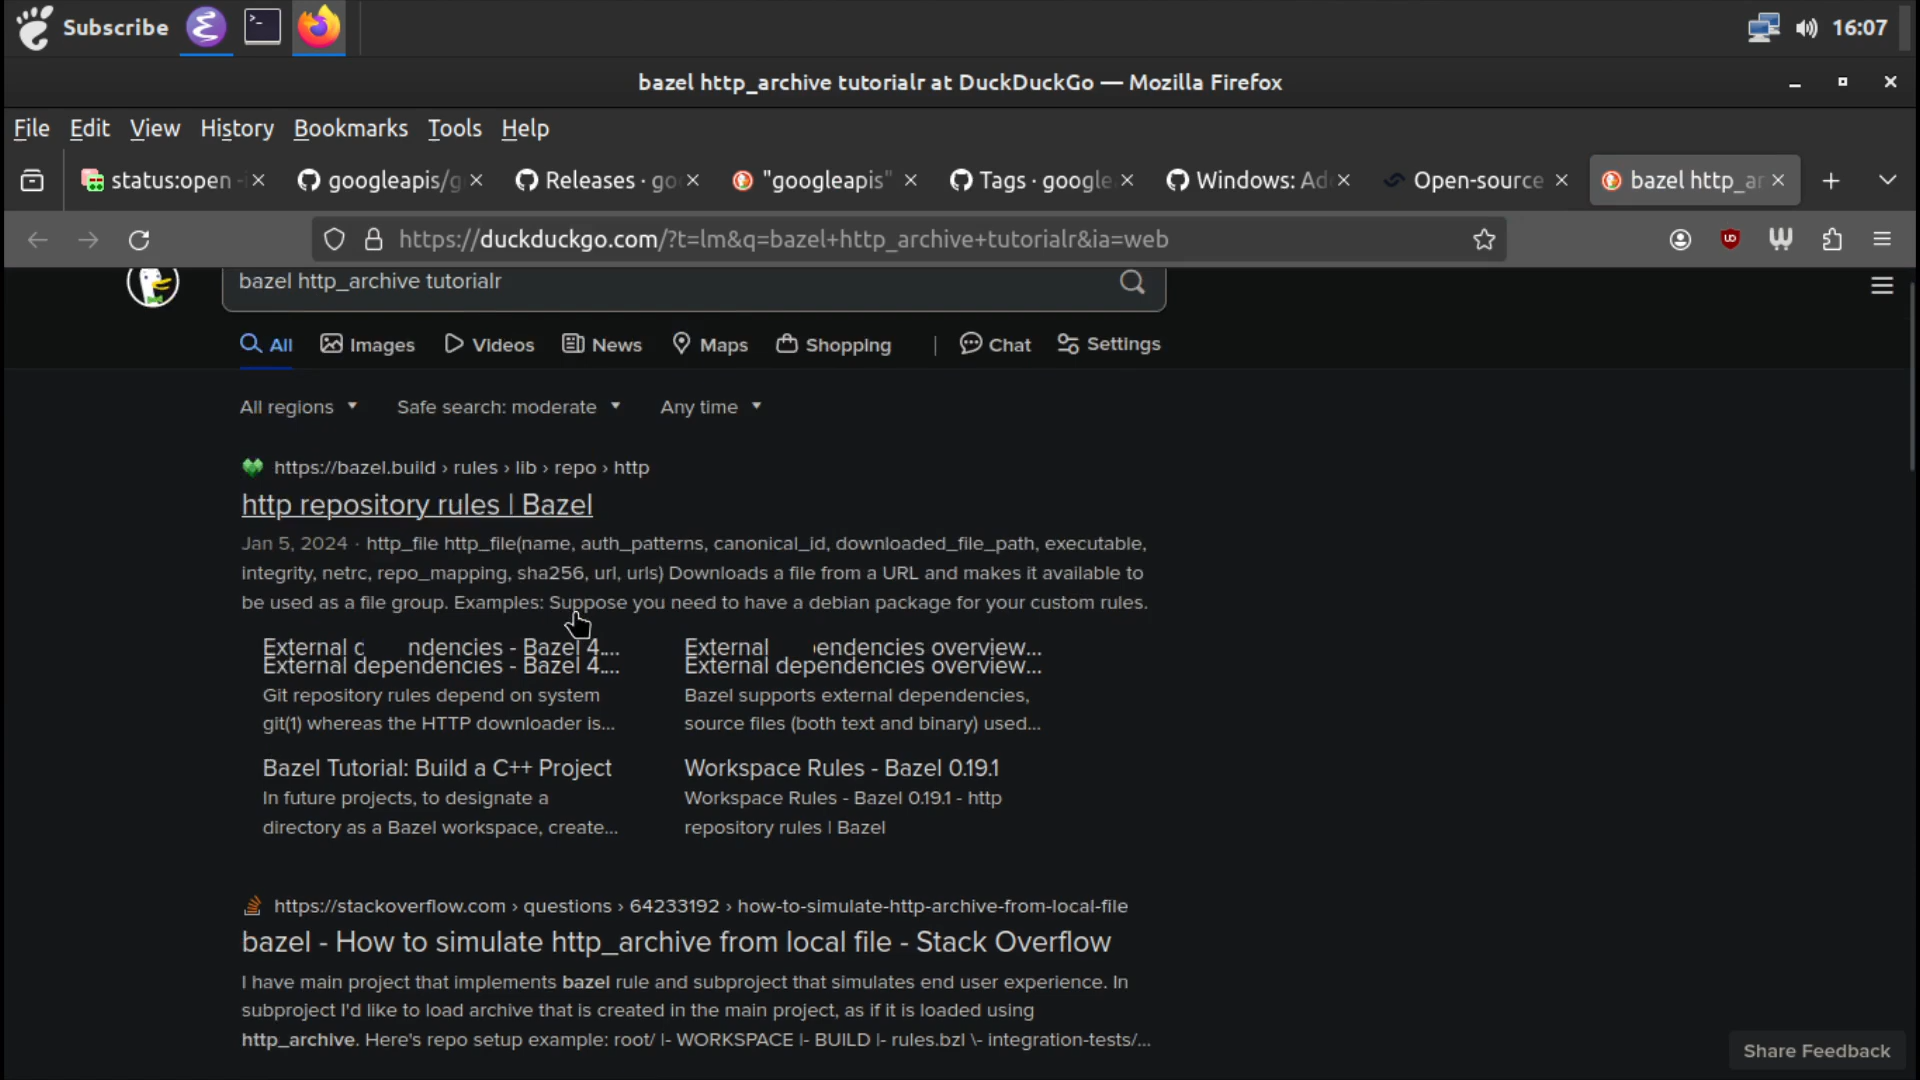 Subscribe
16:07
bazel http_archive tutorialr at DuckDuckGo — Mozilla Firefox
File Edit View History Bookmarks Tools Help
status:open - googleapis/g Releases · go "googleapis" Tags · google Windows: Ad Open-source bazel http_ar
https://duckduckgo.com/?t=lm&q=bazel+http_archive+tutorialr&ia=web
bazel http_archive tutorialr
All Images Videos News Maps Shopping | Chat Settings
All regions Safe search: moderate Any time
https://bazel.build › rules › lib › repo › http
http repository rules | Bazel
Jan 5, 2024 · http_file http_file(name, auth_patterns, canonical_id, downloaded_file_path, executable,
integrity, netrc, repo_mapping, sha256, url, urls) Downloads a file from a URL and makes it available to
be used as a file group. Examples: Suppose you need to have a debian package for your custom rules.
External dependencies - Bazel 4.... External dependencies overview...
Git repository rules depend on system Bazel supports external dependencies,
git(1) whereas the HTTP downloader is... source files (both text and binary) used...
Bazel Tutorial: Build a C++ Project Workspace Rules - Bazel 0.19.1
In future projects, to designate a Workspace Rules - Bazel 0.19.1 - http
directory as a Bazel workspace, create... repository rules | Bazel
https://stackoverflow.com › questions › 64233192 › how-to-simulate-http-archive-from-local-file
bazel - How to simulate http_archive from local file - Stack Overflow
I have main project that implements bazel rule and subproject that simulates end user experience. In
subproject I'd like to load archive that is created in the main project, as if it is loaded using
http_archive. Here's repo setup example: root/ |- WORKSPACE |- BUILD |- rules.bzl \- integration-tests/...
Share Feedback